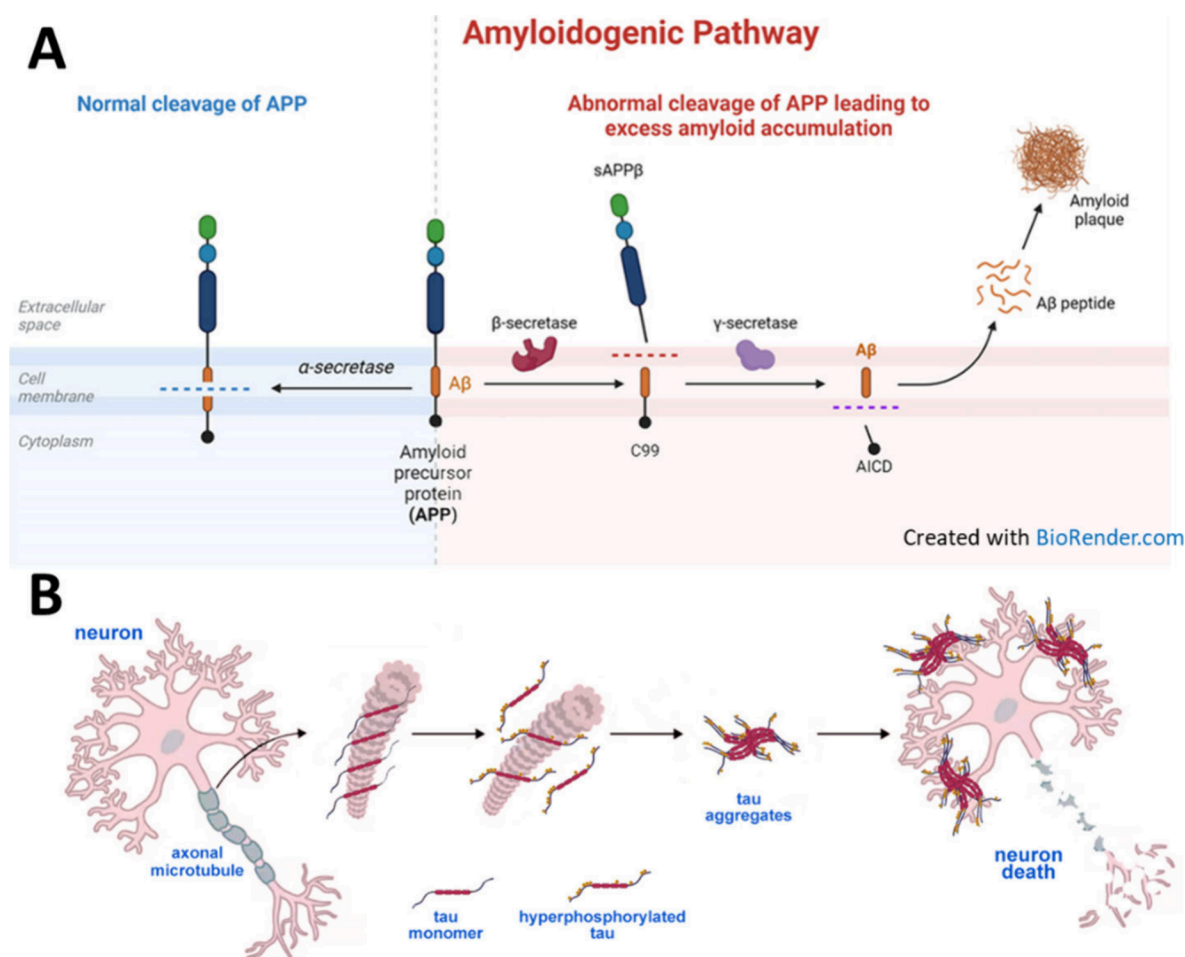 A
Amyloidogenic Pathway
Normal cleavage of APP
Abnormal cleavage of APP leading to
excess amyloid accumulation
sAPPβ
Amyloid
plaque
Extracellular
space
β-secretase
γ-secretase
Aβ peptide
Cell
membrane
α-secretase
Aβ
Aβ
Cytoplasm
Amyloid
precursor
protein
(APP)
C99
AICD
Created with BioRender.com
B
neuron
axonal
microtubule
tau
monomer
hyperphosphorylated
tau
tau
aggregates
neuron
death